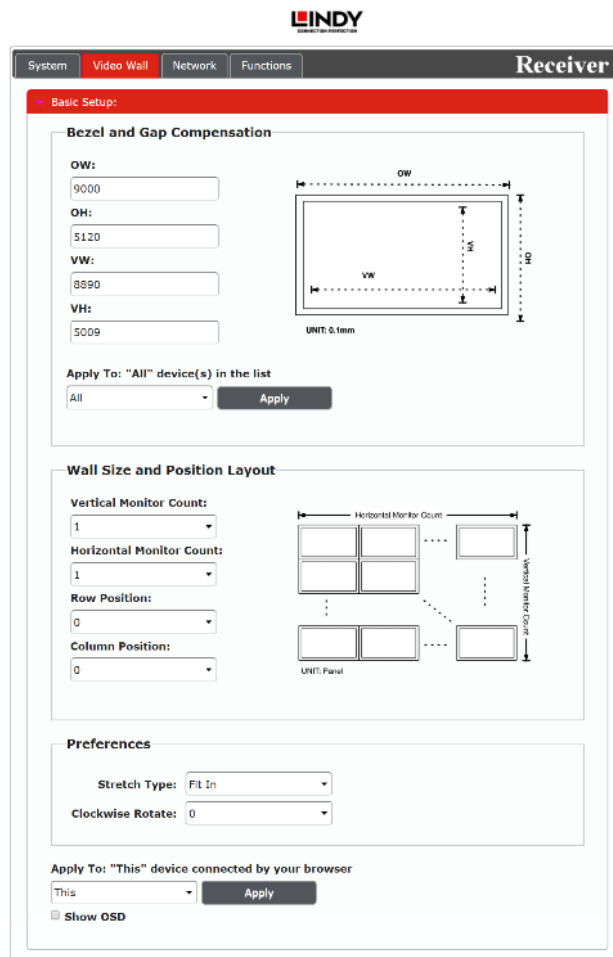 LINDY
CONNECTION PERFECTION
System Video Wall Network Functions Receiver
Basic Setup:
Bezel and Gap Compensation
OW:
9000
OH:
5120
VW:
8890
VH:
5009
OW
VH
OH
VW
UNIT: 0.1mm
Apply To: "All" device(s) in the list
All Apply
Wall Size and Position Layout
Vertical Monitor Count:
1
Horizontal Monitor Count:
1
Row Position:
0
Column Position:
0
Horizontal Monitor Count
Vertical Monitor Count
UNIT: Panel
Preferences
Stretch Type: Fit In
Clockwise Rotate: 0
Apply To: "This" device connected by your browser
This Apply
Show OSD